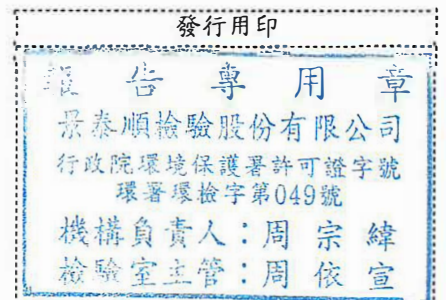 發行用印
報告專用章
景泰順檢驗股份有限公司
行政院環境保護署許可證字號
環署環檢字第049號
機構負責人：周宗緯
檢驗室主管：周依宣